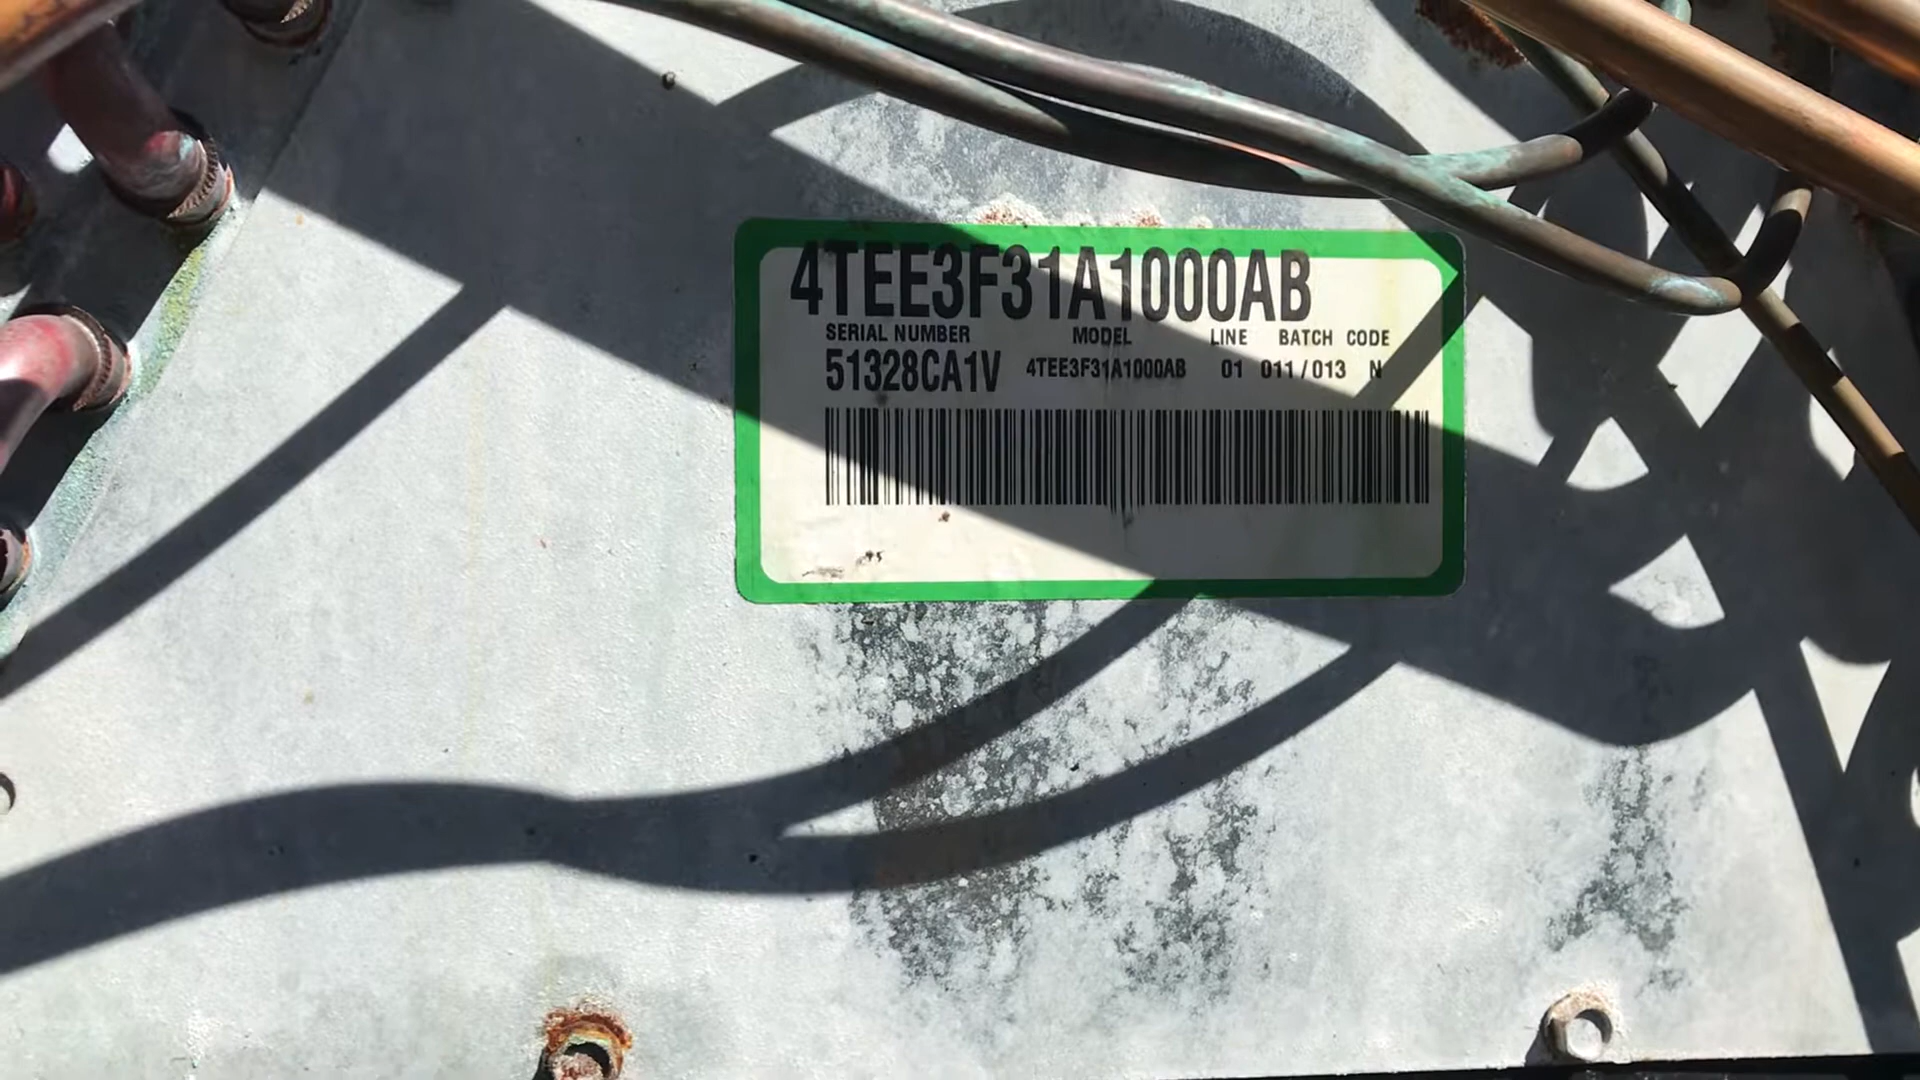 4TEE3F31A1000AB
SERIAL NUMBER MODEL LINE BATCH CODE
51328CA1V 4TEE3F31A1000AB 01 011/013 N